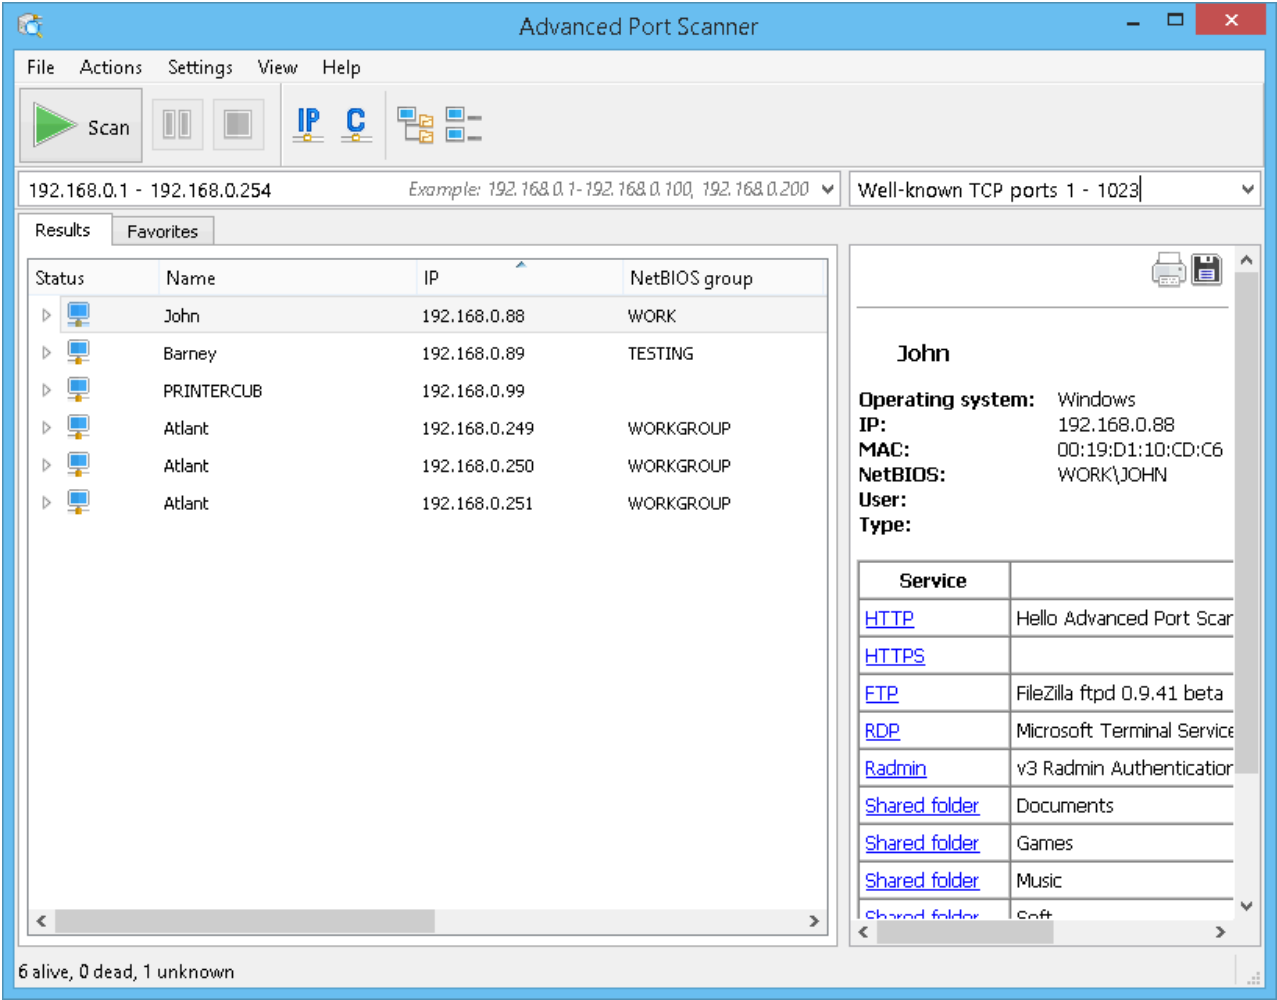 Advanced Port Scanner
File Actions Settings View Help
Scan IP C
192.168.0.1 - 192.168.0.254 Example: 192.168.0.1-192.168.0.100, 192.168.0.200 Well-known TCP ports 1 - 1023
Results Favorites
Status Name IP NetBIOS group
John 192.168.0.88 WORK
Barney 192.168.0.89 TESTING
PRINTERCUB 192.168.0.99
Atlant 192.168.0.249 WORKGROUP
Atlant 192.168.0.250 WORKGROUP
Atlant 192.168.0.251 WORKGROUP
John
Operating system: Windows
IP: 192.168.0.88
MAC: 00:19:D1:10:CD:C6
NetBIOS: WORK\JOHN
User:
Type:
Service
HTTP Hello Advanced Port Scar
HTTPS
FTP FileZilla ftpd 0.9.41 beta
RDP Microsoft Terminal Service
Radmin v3 Radmin Authentication
Shared folder Documents
Shared folder Games
Shared folder Music
Shared folder Soft
6 alive, 0 dead, 1 unknown